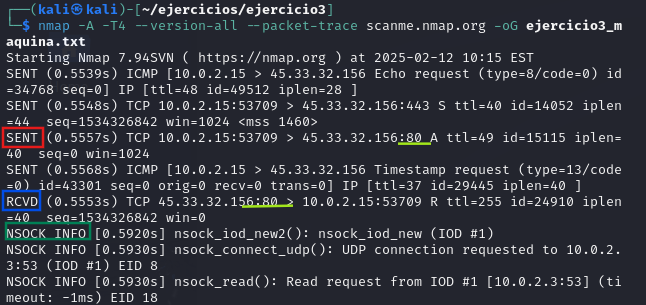 ┌──(kali㉿kali)-[~/ejercicios/ejercicio3]
└─$ nmap -A -T4 --version-all --packet-trace scanme.nmap.org -oG ejercicio3_m
aquina.txt
Starting Nmap 7.94SVN ( https://nmap.org ) at 2025-02-12 10:15 EST
SENT (0.5539s) ICMP [10.0.2.15 > 45.33.32.156 Echo request (type=8/code=0) id
=34768 seq=0] IP [ttl=48 id=49512 iplen=28 ]
SENT (0.5548s) TCP 10.0.2.15:53709 > 45.33.32.156:443 S ttl=40 id=14052 iplen
=44  seq=1534326842 win=1024 <mss 1460>
SENT (0.5557s) TCP 10.0.2.15:53709 > 45.33.32.156:80 A ttl=49 id=15115 iplen=
40  seq=0 win=1024
SENT (0.5568s) ICMP [10.0.2.15 > 45.33.32.156 Timestamp request (type=13/code
=0) id=43301 seq=0 orig=0 recv=0 trans=0] IP [ttl=37 id=29445 iplen=40 ]
RCVD (0.5553s) TCP 45.33.32.156:80 > 10.0.2.15:53709 R ttl=255 id=24910 iplen
=40  seq=1534326842 win=0
NSOCK INFO [0.5920s] nsock_iod_new2(): nsock_iod_new (IOD #1)
NSOCK INFO [0.5930s] nsock_connect_udp(): UDP connection requested to 10.0.2.
3:53 (IOD #1) EID 8
NSOCK INFO [0.5930s] nsock_read(): Read request from IOD #1 [10.0.2.3:53] (ti
meout: -1ms) EID 18